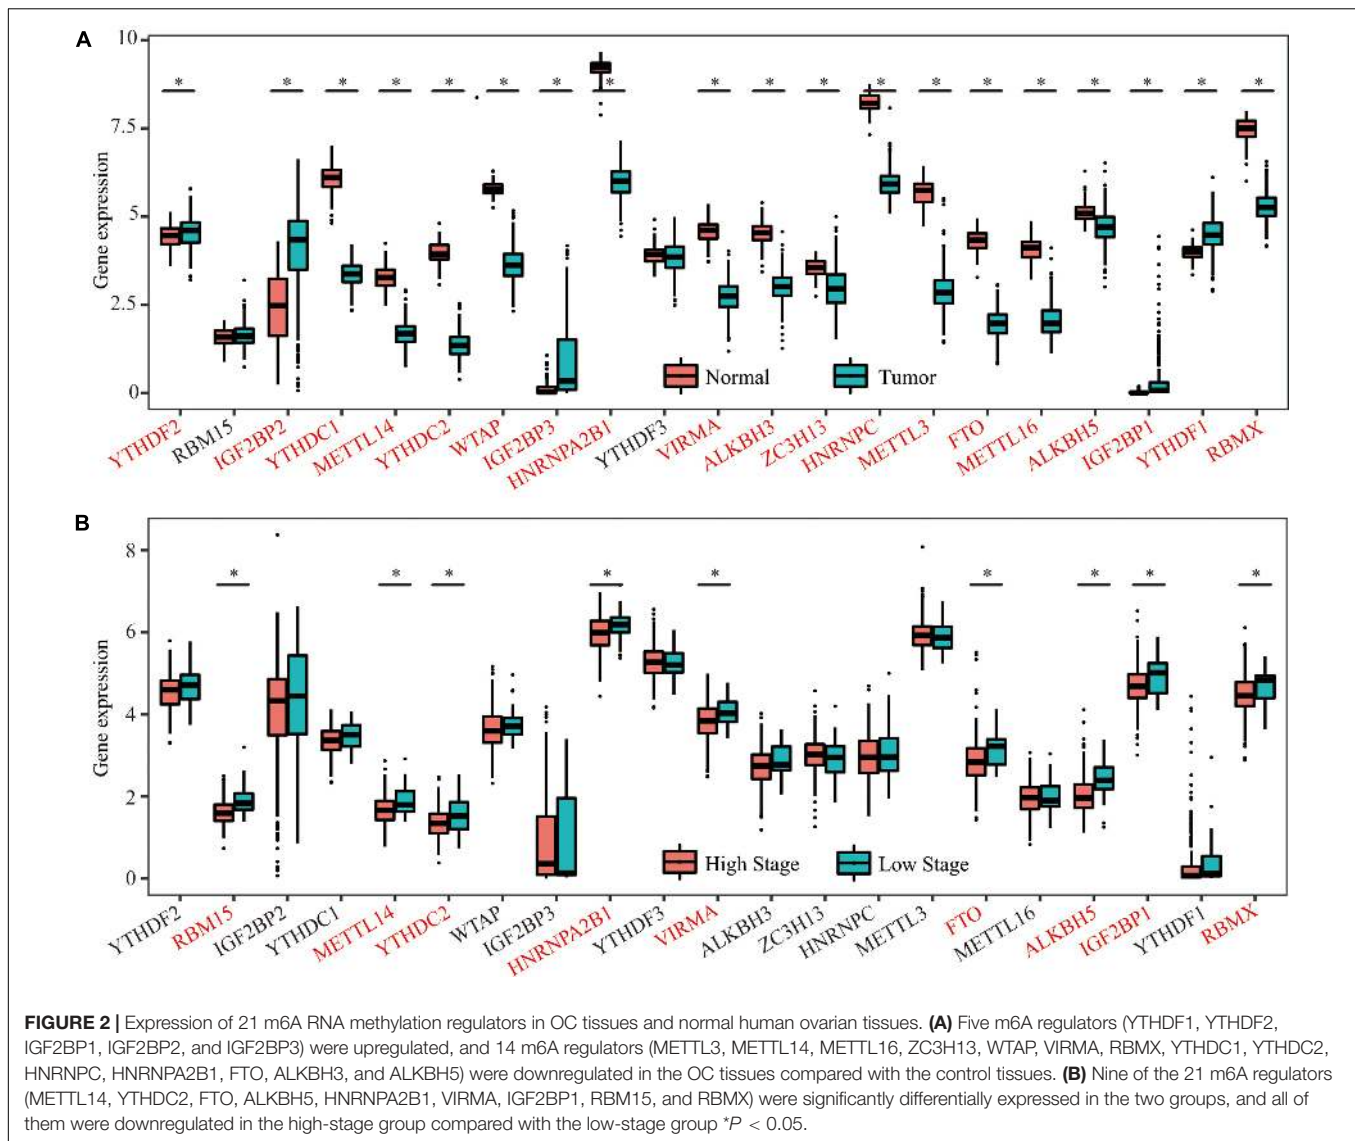 A
10
7.5
5
2.5
0
Gene expression
* * * * * * * * * * * * * * * * * * *
Normal
Tumor
YTHDF2
RBM15
IGF2BP2
YTHDC1
METTL14
YTHDC2
WTAP
IGF2BP3
HNRNPA2B1
YTHDF3
VIRMA
ALKBH3
ZC3H13
HNRNPC
METTL3
FTO
METTL16
ALKBH5
IGF2BP1
YTHDF1
RBMX
B
8
6
4
2
0
Gene expression
* * * * * * * * *
High Stage
Low Stage
YTHDF2
RBM15
IGF2BP2
YTHDC1
METTL14
YTHDC2
WTAP
IGF2BP3
HNRNPA2B1
YTHDF3
VIRMA
ALKBH3
ZC3H13
HNRNPC
METTL3
FTO
METTL16
ALKBH5
IGF2BP1
YTHDF1
RBMX
FIGURE 2 | Expression of 21 m6A RNA methylation regulators in OC tissues and normal human ovarian tissues. (A) Five m6A regulators (YTHDF1, YTHDF2,
IGF2BP1, IGF2BP2, and IGF2BP3) were upregulated, and 14 m6A regulators (METTL3, METTL14, METTL16, ZC3H13, WTAP, VIRMA, RBMX, YTHDC1, YTHDC2,
HNRNPC, HNRNPA2B1, FTO, ALKBH3, and ALKBH5) were downregulated in the OC tissues compared with the control tissues. (B) Nine of the 21 m6A regulators
(METTL14, YTHDC2, FTO, ALKBH5, HNRNPA2B1, VIRMA, IGF2BP1, RBM15, and RBMX) were significantly differentially expressed in the two groups, and all of
them were downregulated in the high-stage group compared with the low-stage group *P < 0.05.